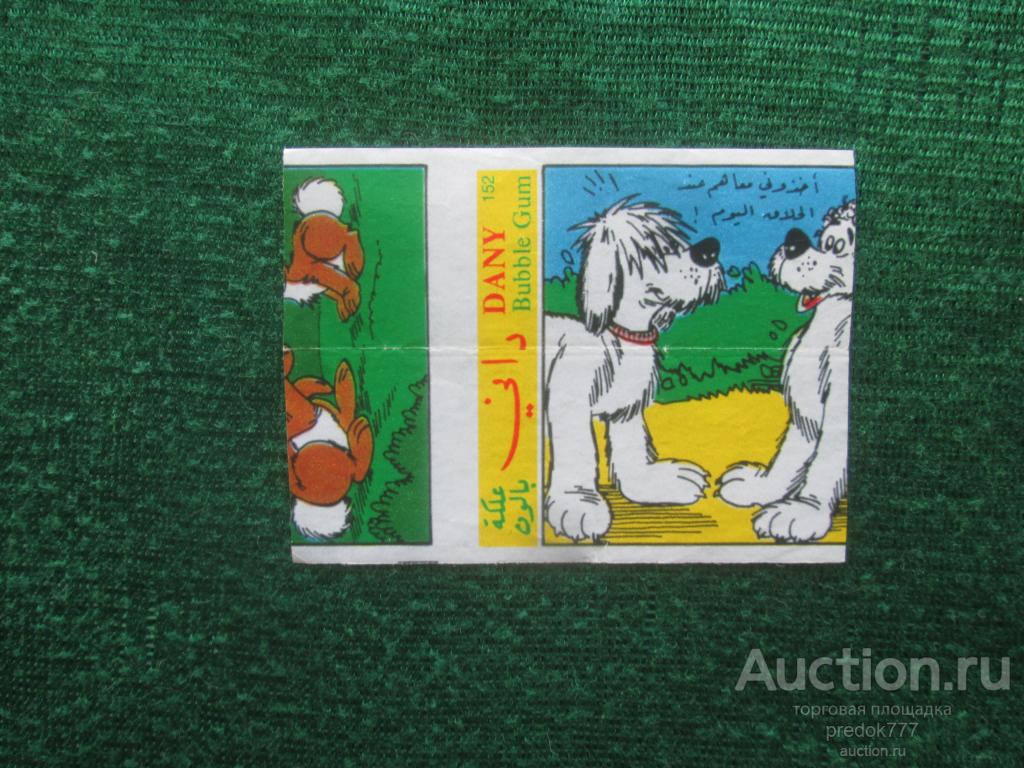 أخذوني معاهم عند
الحلاق اليوم !
152
DANY
Bubble Gum
داني
علكة
بالون
Auction.ru
торговая площадка
predok777
auction.ru